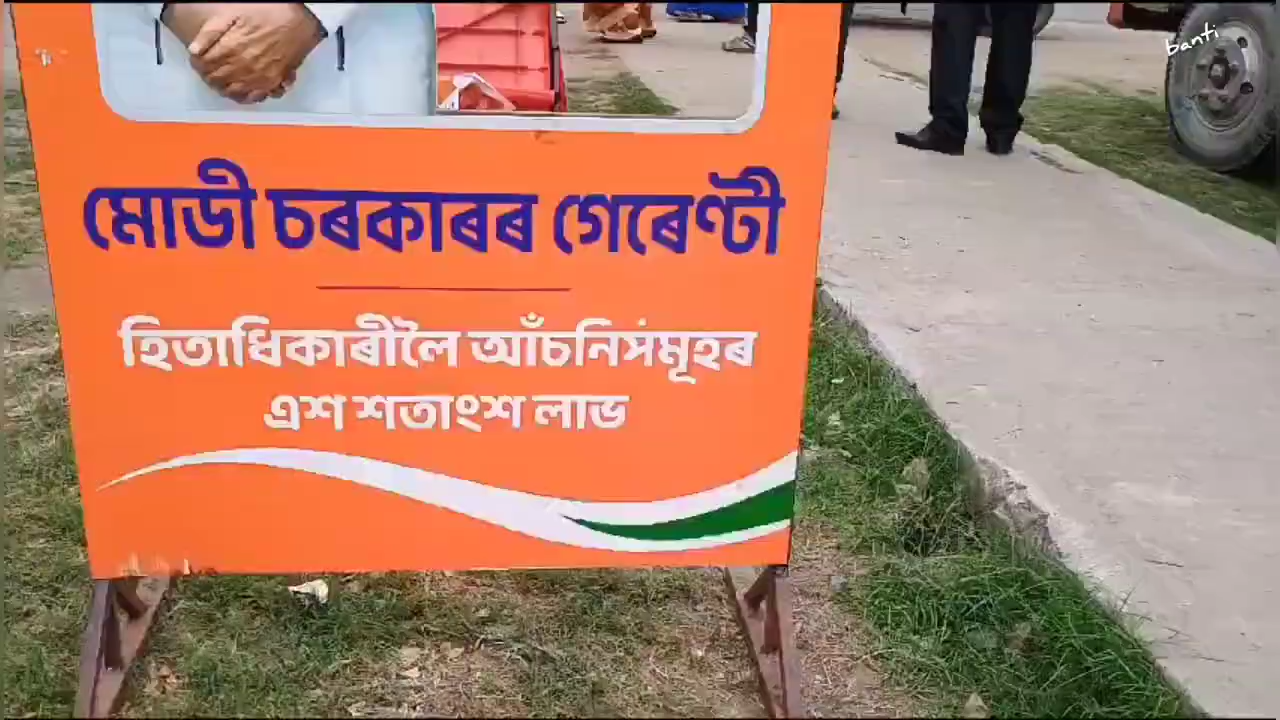 banti
মোডী চৰকাৰৰ গেৰেণ্টী
হিতাধিকাৰীলৈ আঁচনিসমূহৰ
এশ শতাংশ লাভ